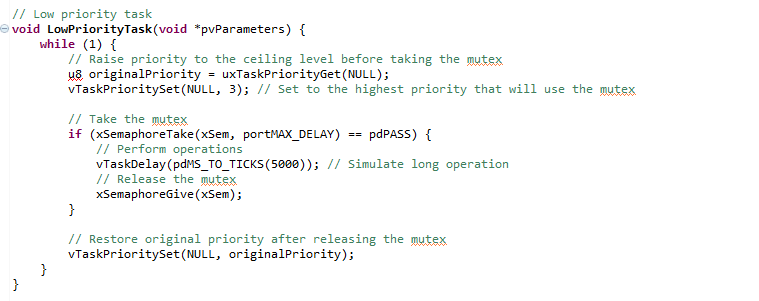 // Low priority task
void LowPriorityTask(void *pvParameters) {
    while (1) {
        // Raise priority to the ceiling level before taking the mutex
        u8 originalPriority = uxTaskPriorityGet(NULL);
        vTaskPrioritySet(NULL, 3); // Set to the highest priority that will use the mutex

        // Take the mutex
        if (xSemaphoreTake(xSem, portMAX_DELAY) == pdPASS) {
            // Perform operations
            vTaskDelay(pdMS_TO_TICKS(5000)); // Simulate long operation
            // Release the mutex
            xSemaphoreGive(xSem);
        }

        // Restore original priority after releasing the mutex
        vTaskPrioritySet(NULL, originalPriority);
    }
}